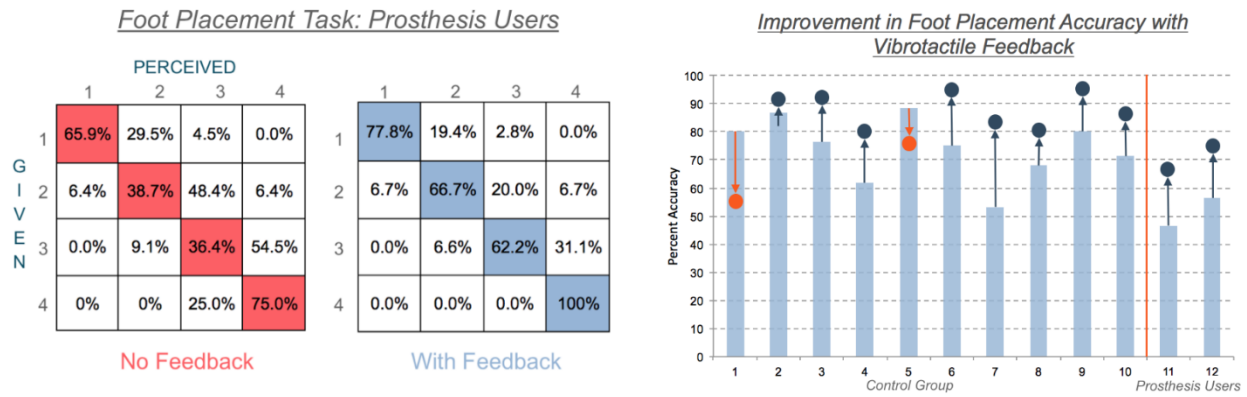 Foot Placement Task: Prosthesis Users
PERCEIVED
1 2 3 4
GIVEN
1 65.9% 29.5% 4.5% 0.0%
2 6.4% 38.7% 48.4% 6.4%
3 0.0% 9.1% 36.4% 54.5%
4 0% 0% 25.0% 75.0%
No Feedback
1 2 3 4
1 77.8% 19.4% 2.8% 0.0%
2 6.7% 66.7% 20.0% 6.7%
3 0.0% 6.6% 62.2% 31.1%
4 0.0% 0.0% 0.0% 100%
With Feedback
Improvement in Foot Placement Accuracy with
Vibrotactile Feedback
Percent Accuracy
100
90
80
70
60
50
40
30
20
10
0
1 2 3 4 5 6 7 8 9 10 11 12
Control Group Prosthesis Users